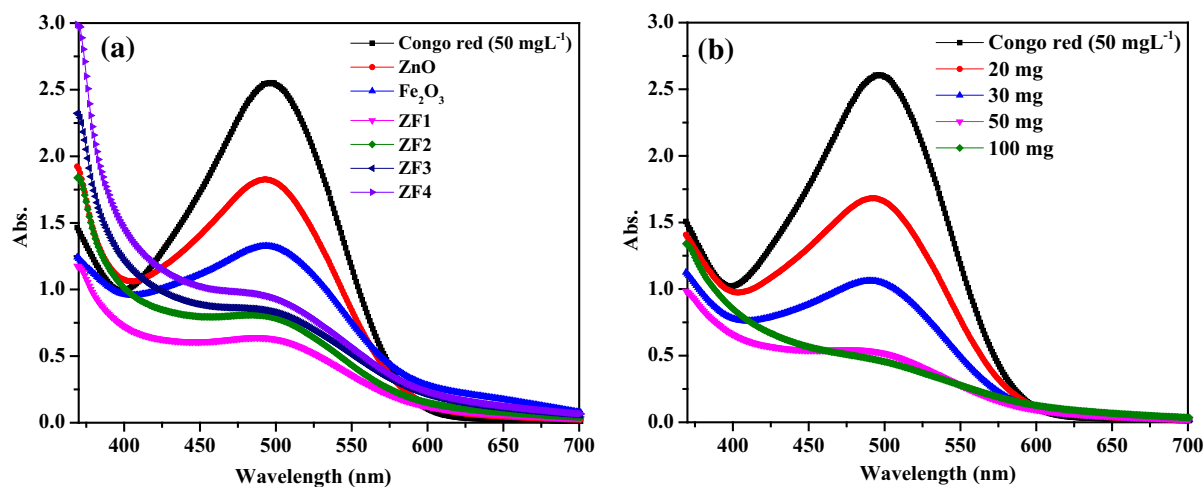 (a)
Congo red (50 mgL⁻¹)
ZnO
Fe₂O₃
ZF1
ZF2
ZF3
ZF4
3.0
2.5
2.0
1.5
1.0
0.5
0.0
Abs.
400
450
500
550
600
650
700
Wavelength (nm)
(b)
Congo red (50 mgL⁻¹)
20 mg
30 mg
50 mg
100 mg
3.0
2.5
2.0
1.5
1.0
0.5
0.0
Abs.
400
450
500
550
600
650
700
Wavelength (nm)